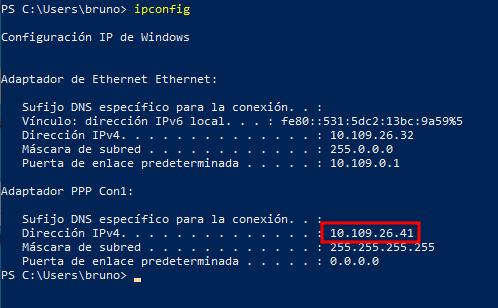 PS C:\Users\bruno> ipconfig
Configuración IP de Windows
Adaptador de Ethernet Ethernet:
Sufijo DNS específico para la conexión. . :
Vínculo: dirección IPv6 local. . . : fe80::531:5dc2:13bc:9a59%5
Dirección IPv4. . . . . . . . . . . . . . : 10.109.26.32
Máscara de subred . . . . . . . . . . . . : 255.0.0.0
Puerta de enlace predeterminada . . . . . : 10.109.0.1
Adaptador PPP Con1:
Sufijo DNS específico para la conexión. . :
Dirección IPv4. . . . . . . . . . . . . . : 10.109.26.41
Máscara de subred . . . . . . . . . . . . : 255.255.255.255
Puerta de enlace predeterminada . . . . . : 0.0.0.0
PS C:\Users\bruno>